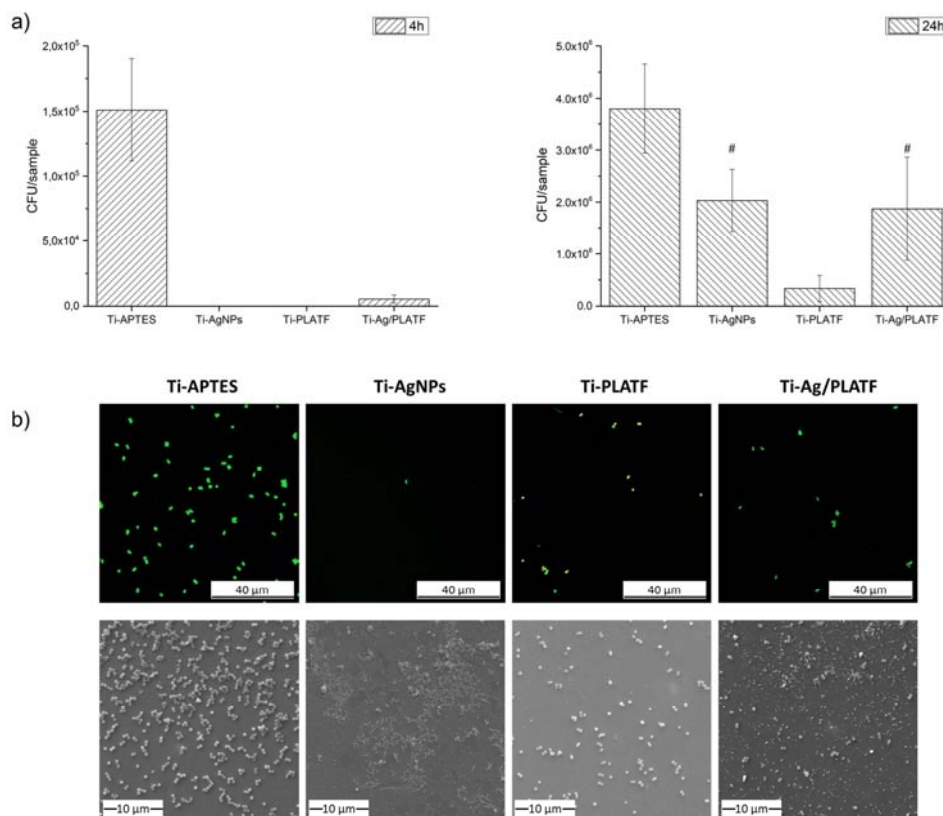 a)
4h
2,0x10⁵
1,5x10⁵
1,0x10⁵
5,0x10⁴
0,0
CFU/sample
Ti-APTES Ti-AgNPs Ti-PLATF Ti-Ag/PLATF
24h
5.0x10⁶
4.0x10⁶
3.0x10⁶
2.0x10⁶
1.0x10⁶
0.0
CFU/sample
# #
Ti-APTES Ti-AgNPs Ti-PLATF Ti-Ag/PLATF
b)
Ti-APTES Ti-AgNPs Ti-PLATF Ti-Ag/PLATF
40 µm 40 µm 40 µm 40 µm
10 µm 10 µm 10 µm 10 µm